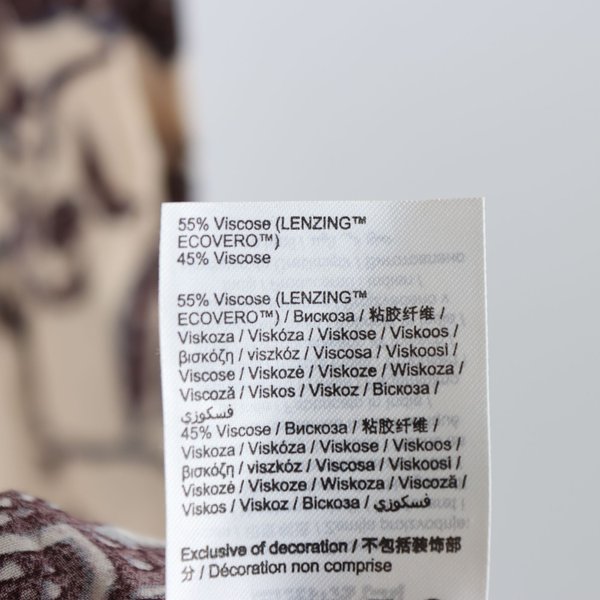 55% Viscose (LENZING™
ECOVERO™)
45% Viscose
55% Viscose (LENZING™
ECOVERO™) / Вискоза / 粘胶纤维 /
Viskoza / Viskóza / Viskose / Viskoos /
βισκόζη / viszkóz / Viscosa / Viskoosi /
Viscose / Viskozė / Viskoze / Wiskoza /
Viscoză / Viskos / Viskoz / Віскоза /
فسكوزي
45% Viscose / Вискоза / 粘胶纤维 /
Viskoza / Viskóza / Viskose / Viskoos /
βισκόζη / viszkóz / Viscosa / Viskoosi /
Viskozė / Viskoze / Wiskoza / Viscoză /
Viskos / Viskoz / Віскоза / فسكوزي
Exclusive of decoration / 不包括装饰部
分 / Décoration non comprise